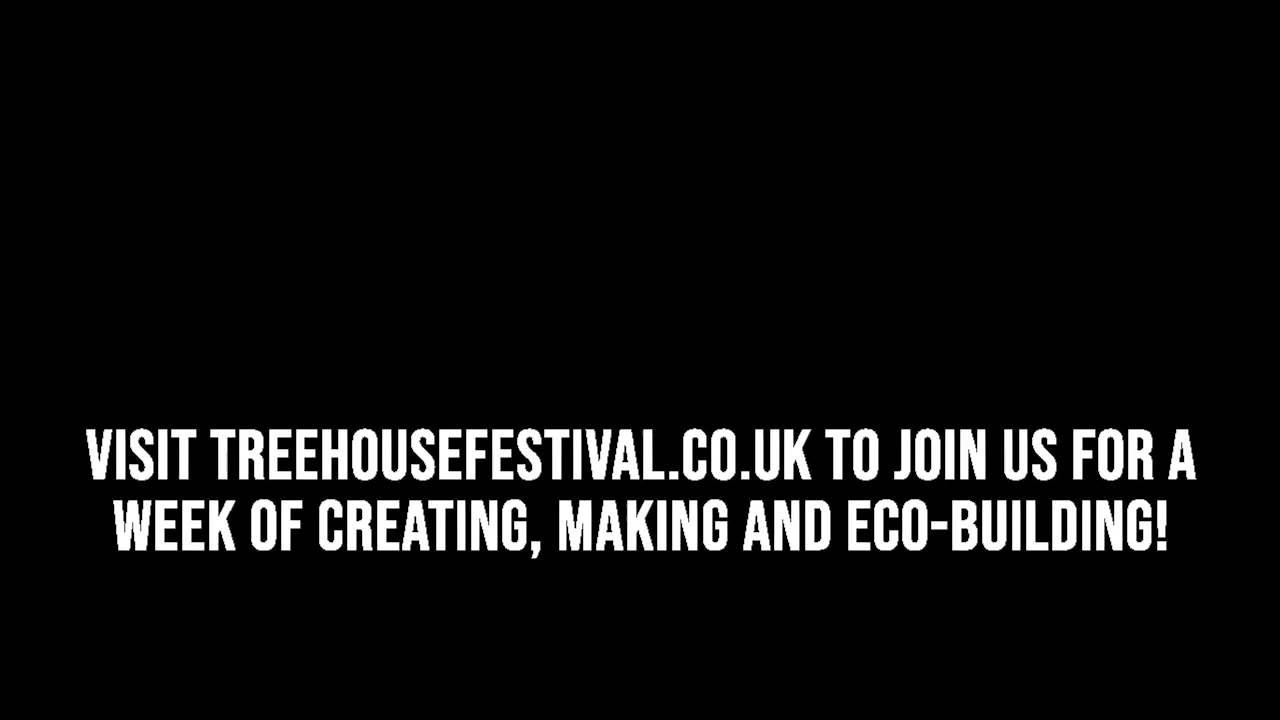 VISIT TREEHOUSEFESTIVAL.CO.UK TO JOIN US FOR A
WEEK OF CREATING, MAKING AND ECO-BUILDING!